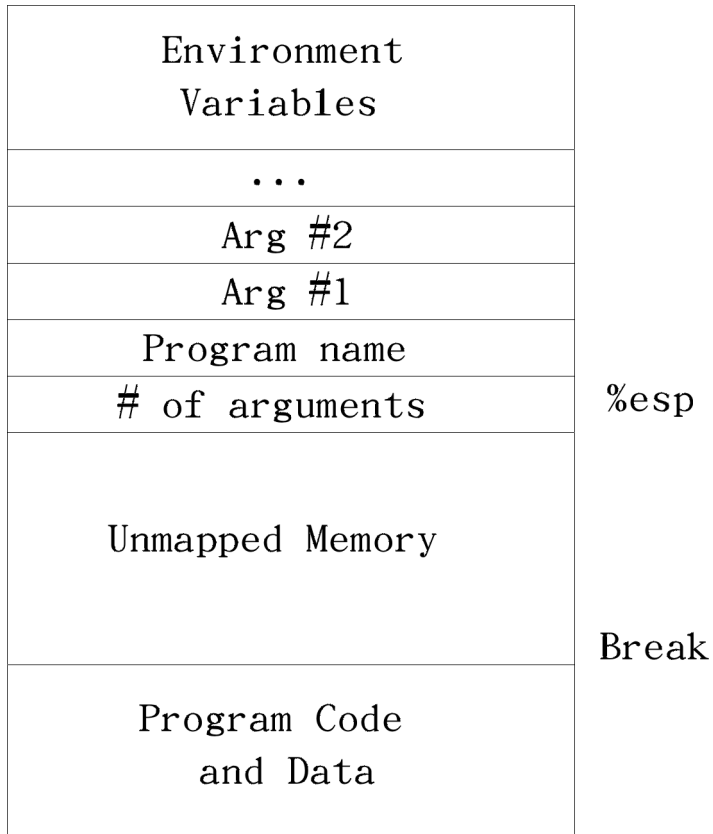 Environment
Variables
...
Arg #2
Arg #1
Program name
# of arguments
%esp
Unmapped Memory
Break
Program Code
and Data